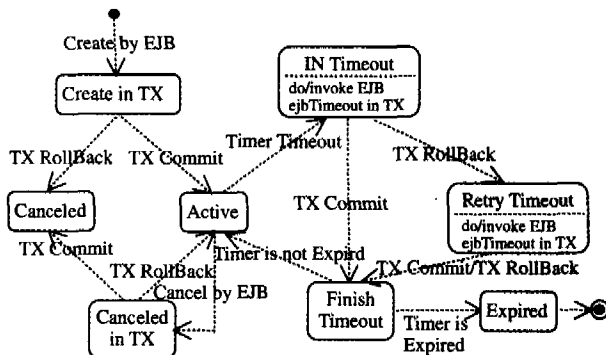 Create by EJB
IN Timeout
do/invoke EJB
ejbTimeout in TX
Create in TX
Timer Timeout
TX RollBack
TX Commit
TX RollBack
Canceled
Active
TX Commit
Retry Timeout
do/invoke EJB
ejbTimeout in TX
TX Commit
TX RollBack
Timer is not Expird
TX Commit/TX RollBack
Cancel by EJB
Canceled
in TX
Finish
Timeout
Expired
Timer is
Expired